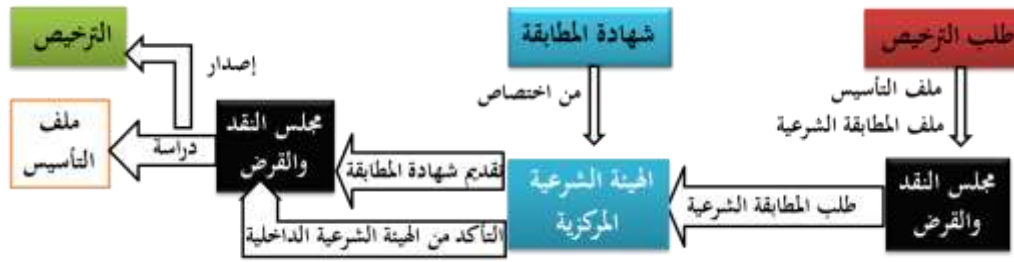 طلب الترخيص
شهادة المطابقة
الترخيص
ملف التأسيس
ملف المطابقة الشرعية
من اختصاص
إصدار
مجلس النقد
والقرض
طلب المطابقة الشرعية
الهيئة الشرعية
المركزية
تقديم شهادة المطابقة
التأكد من الهيئة الشرعية الداخلية
مجلس النقد
والقرض
دراسة
ملف
التأسيس